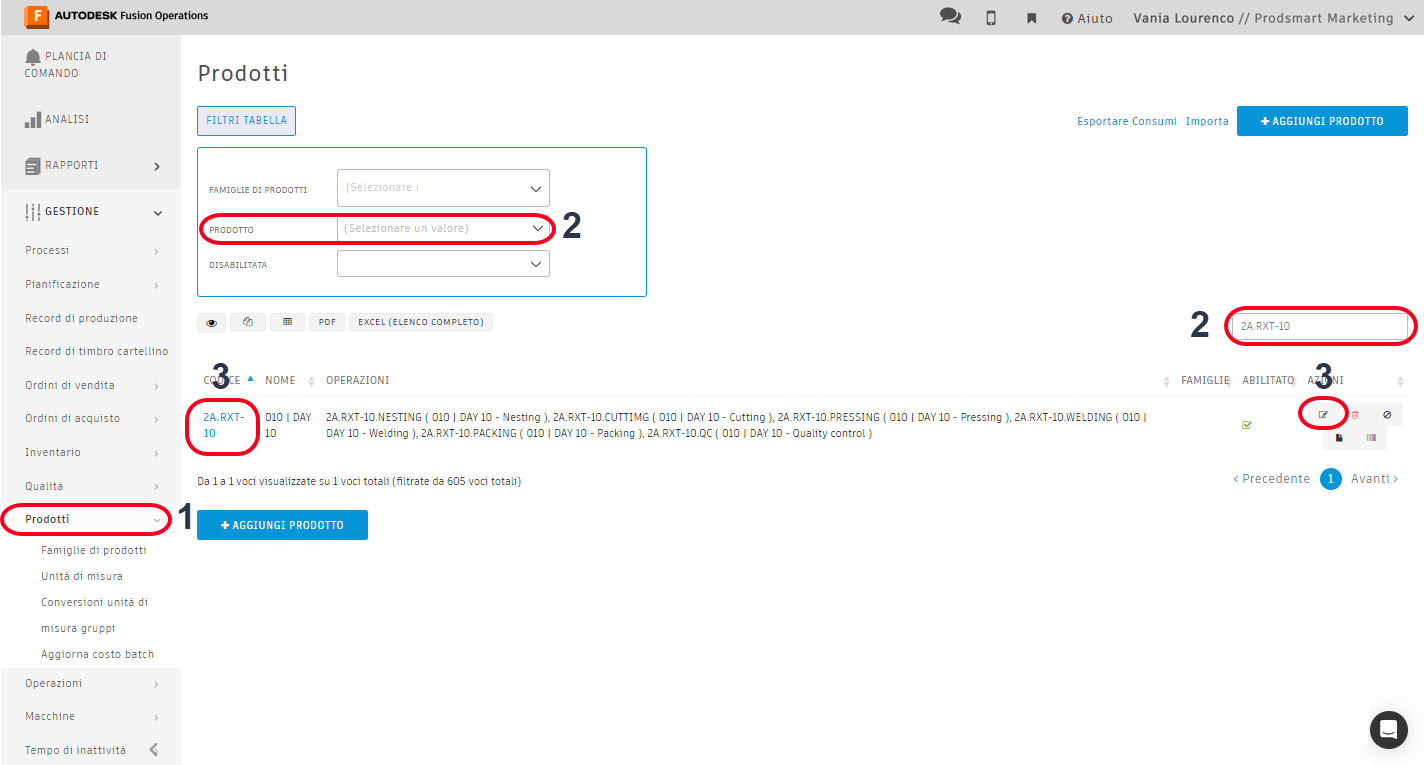 F AUTODESK Fusion Operations
Aiuto
Vania Lourenco // Prodsmart Marketing
PLANCIA DI
COMANDO
ANALISI
RAPPORTI
GESTIONE
Processi
Pianificazione
Record di produzione
Record di timbro cartellino
Ordini di vendita
Ordini di acquisto
Inventario
Qualità
Prodotti
1
Famiglie di prodotti
Unità di misura
Conversioni unità di
misura gruppi
Aggiorna costo batch
Operazioni
Macchine
Tempo di inattività
Prodotti
FILTRI TABELLA
Esportare Consumi Importa + AGGIUNGI PRODOTTO
FAMIGLIE DI PRODOTTI (Selezionare
PRODOTTO (Selezionare un valore) 2
DISABILITATA
PDF EXCEL (ELENCO COMPLETO)
2 2A.RXT-10
3 3
CODICE NOME OPERAZIONI FAMIGLIE ABILITATO AZIONI
2A.RXT-
10
010 | DAY
10
2A.RXT-10.NESTING ( 010 | DAY 10 - Nesting ), 2A.RXT-10.CUTTIMG ( 010 | DAY 10 - Cutting ), 2A.RXT-10.PRESSING ( 010 | DAY 10 - Pressing ), 2A.RXT-10.WELDING ( 010 |
DAY 10 - Welding ), 2A.RXT-10.PACKING ( 010 | DAY 10 - Packing ), 2A.RXT-10.QC ( 010 | DAY 10 - Quality control )
Da 1 a 1 voci visualizzate su 1 voci totali (filtrate da 605 voci totali)
‹ Precedente 1 Avanti ›
+ AGGIUNGI PRODOTTO